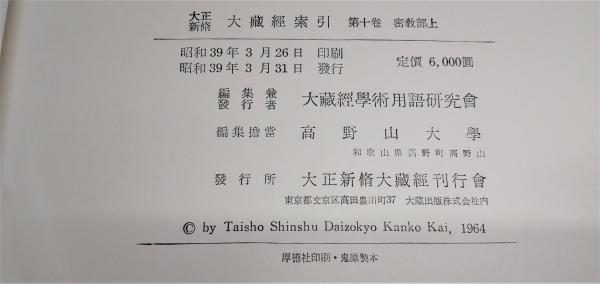 大正新脩 大藏經索引 第十卷 密教部上
昭和39年3月26日 印刷
昭和39年3月31日 發行
定價 6,000圓
編集兼發行者 大藏經學術用語研究會
編集擔當 高野山大學
和歌山県高野町高野山
發行所 大正新脩大藏經刊行會
東京都文京区高田豊川町37 大蔵出版株式会社内
© by Taisho Shinshu Daizokyo Kanko Kai, 1964
厚德社印刷・鬼原製本